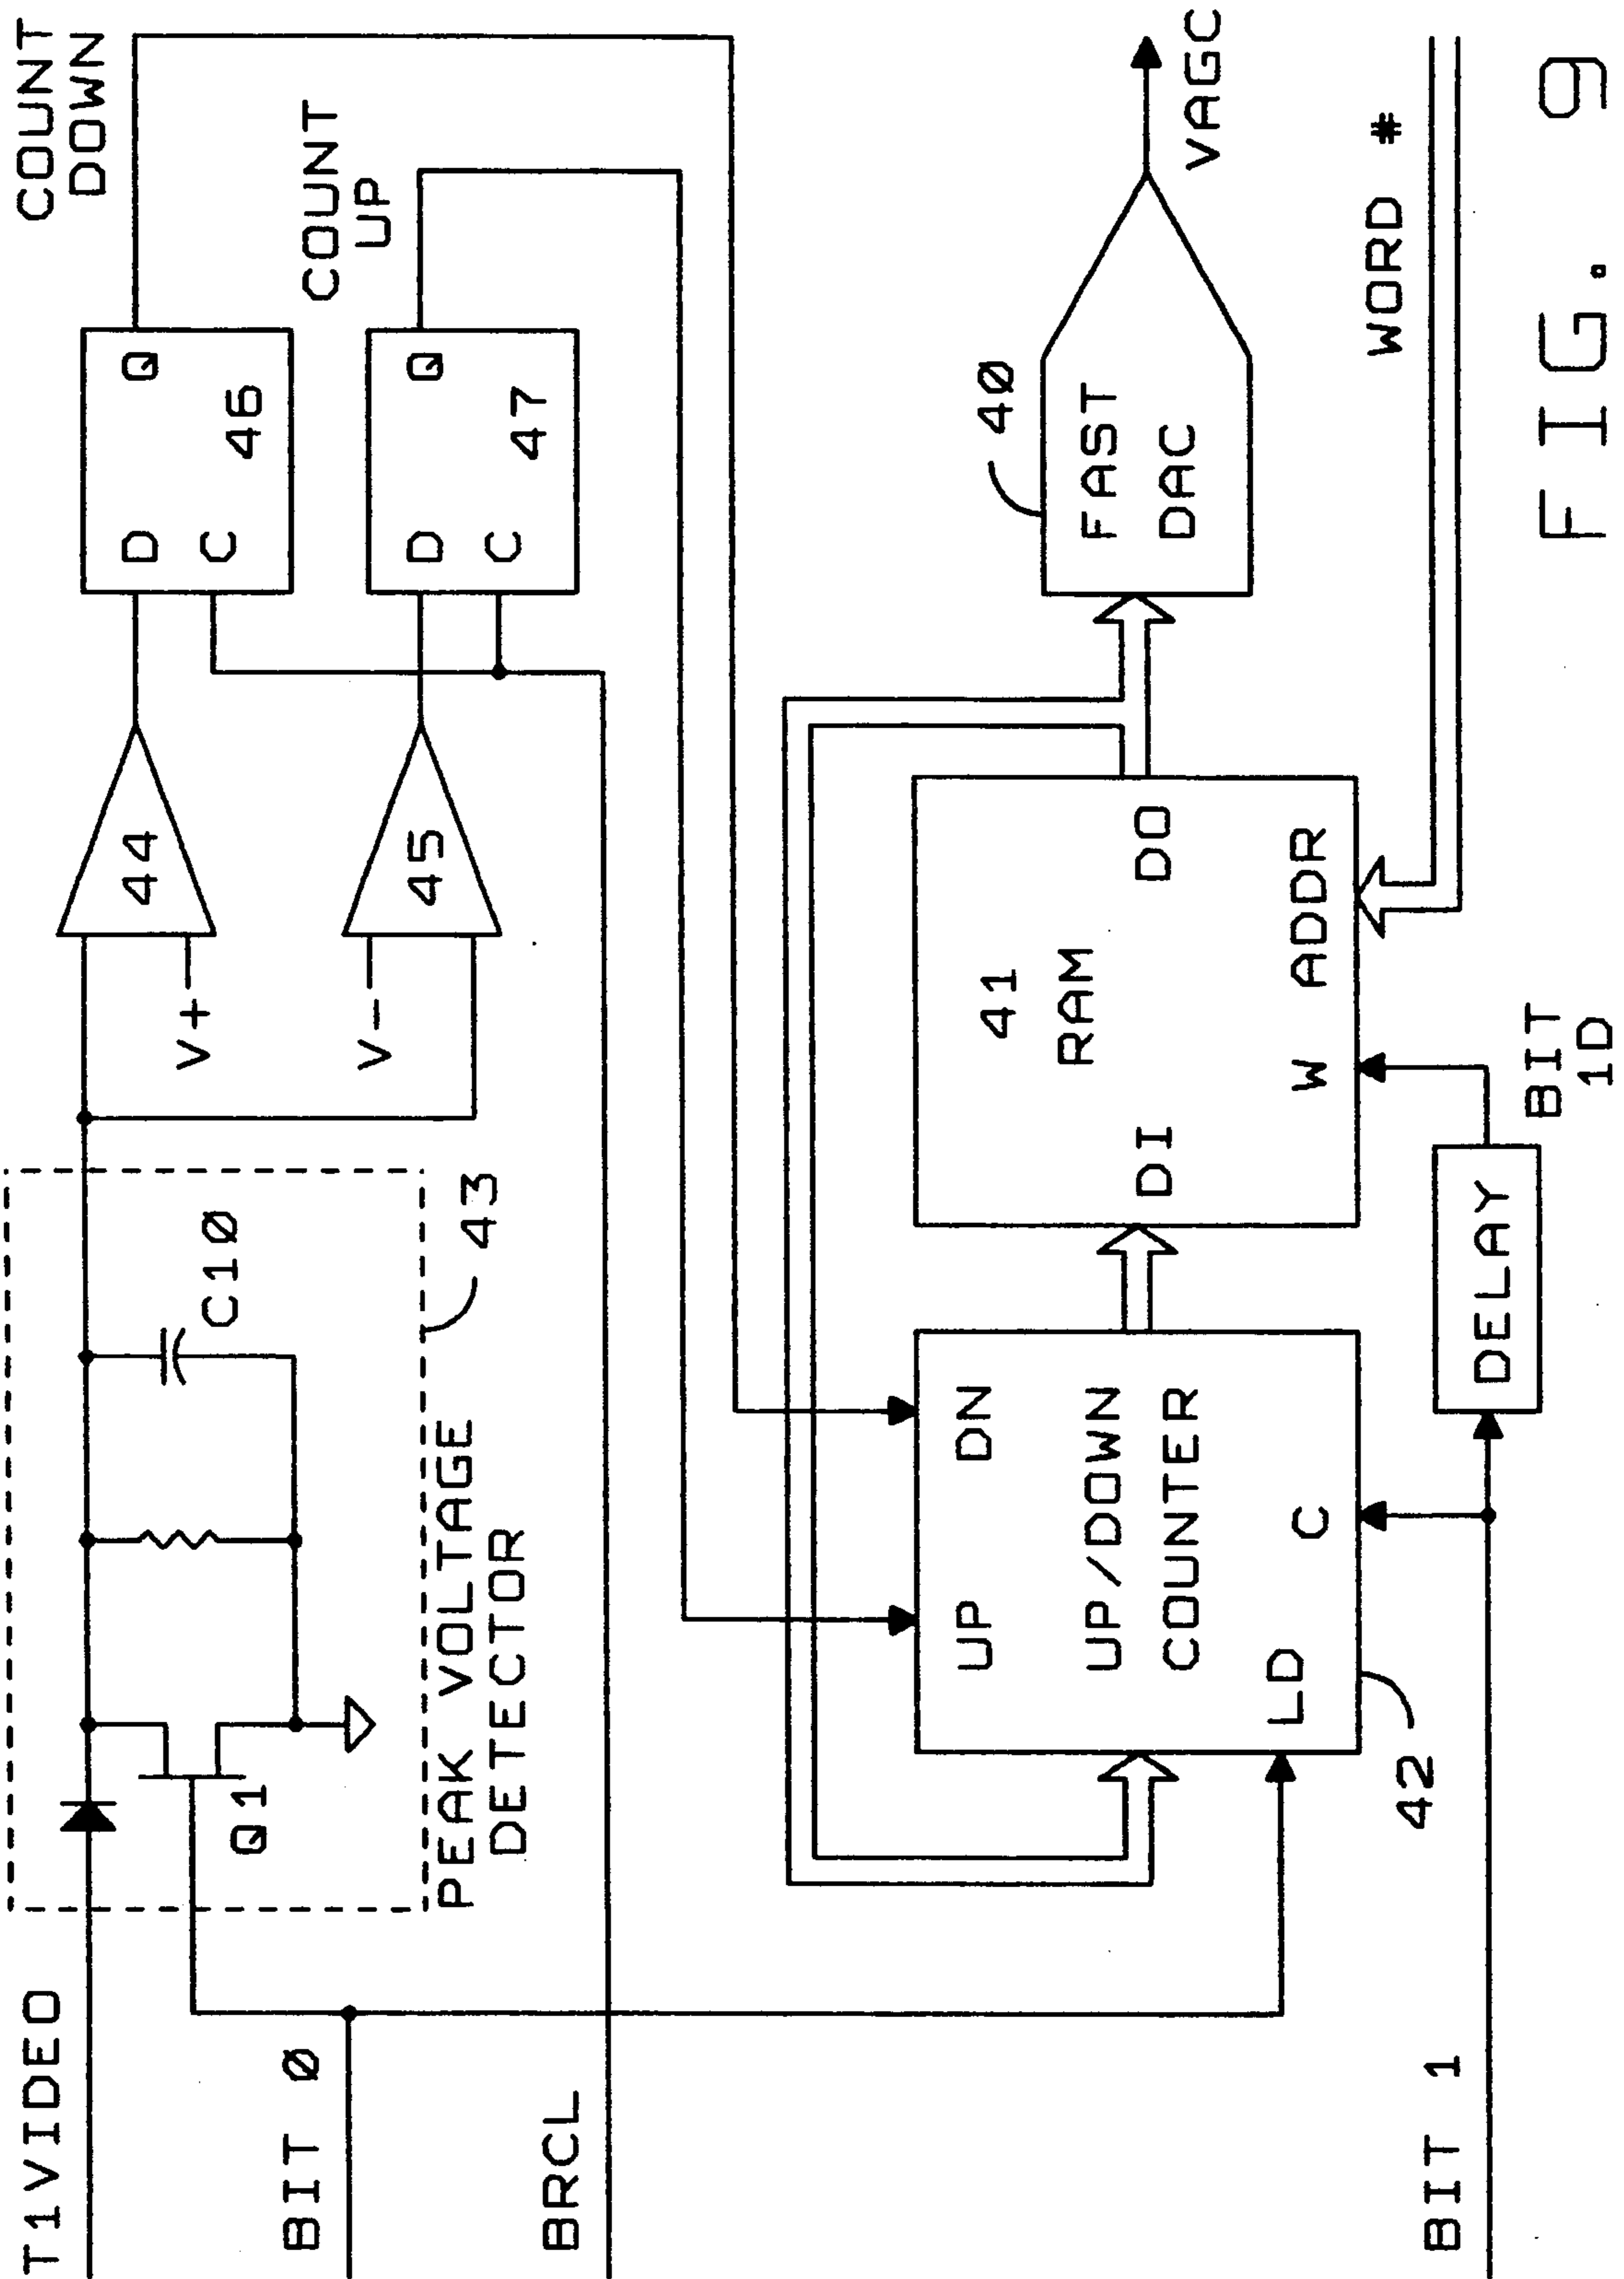 T1VIDEO
BIT 0
BRCL
BIT 1
Q1
C10
PEAK VOLTAGE
DETECTOR
43
V+
V-
44
45
D
Q
C
46
D
Q
C
47
COUNT
DOWN
COUNT
UP
UP
DN
UP/DOWN
COUNTER
LD
C
42
DELAY
BIT
1D
41
RAM
DI
DO
W
ADDR
40
FAST
DAC
VAGC
WORD #
FIG. 9